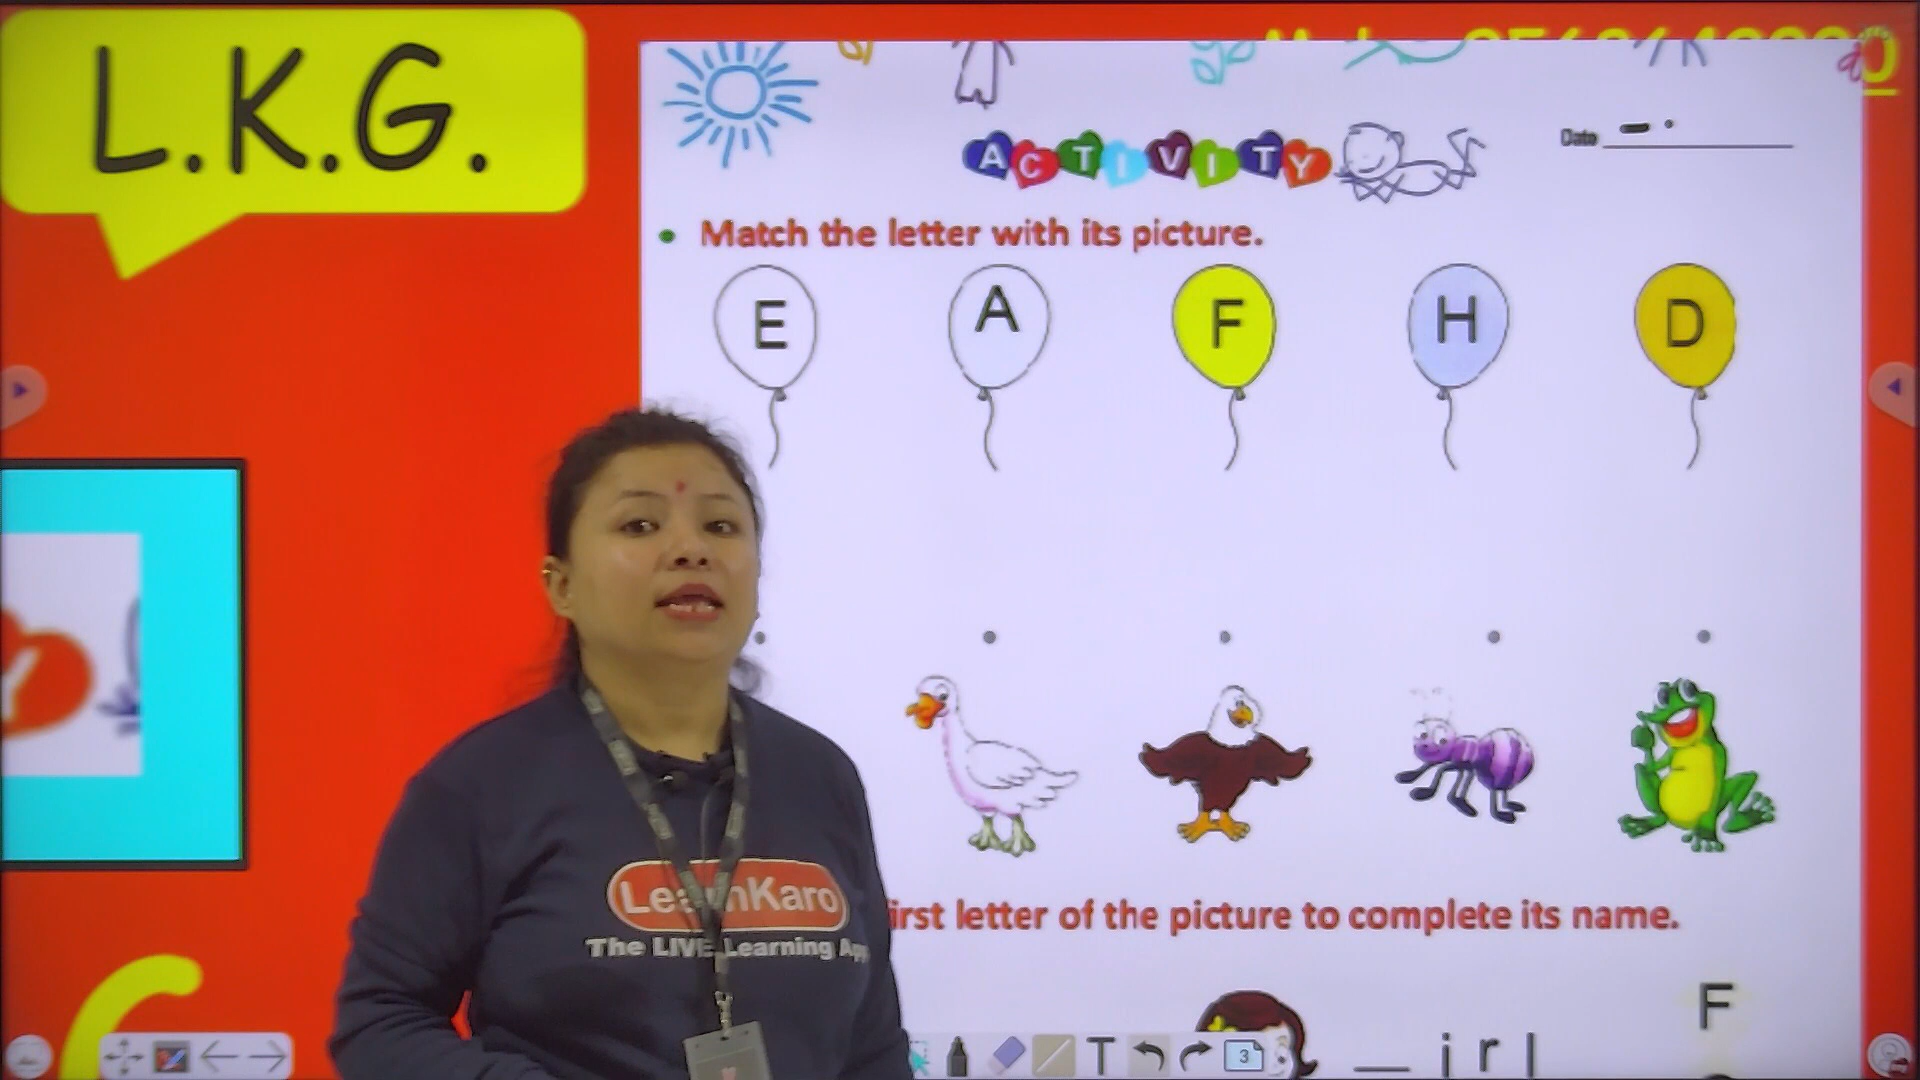 L.K.G.
ACTIVITY
Date
• Match the letter with its picture.
E A F H D
Y
LearnKaro
The LIVE Learning App
irst letter of the picture to complete its name.
F
_ i r l
T
3